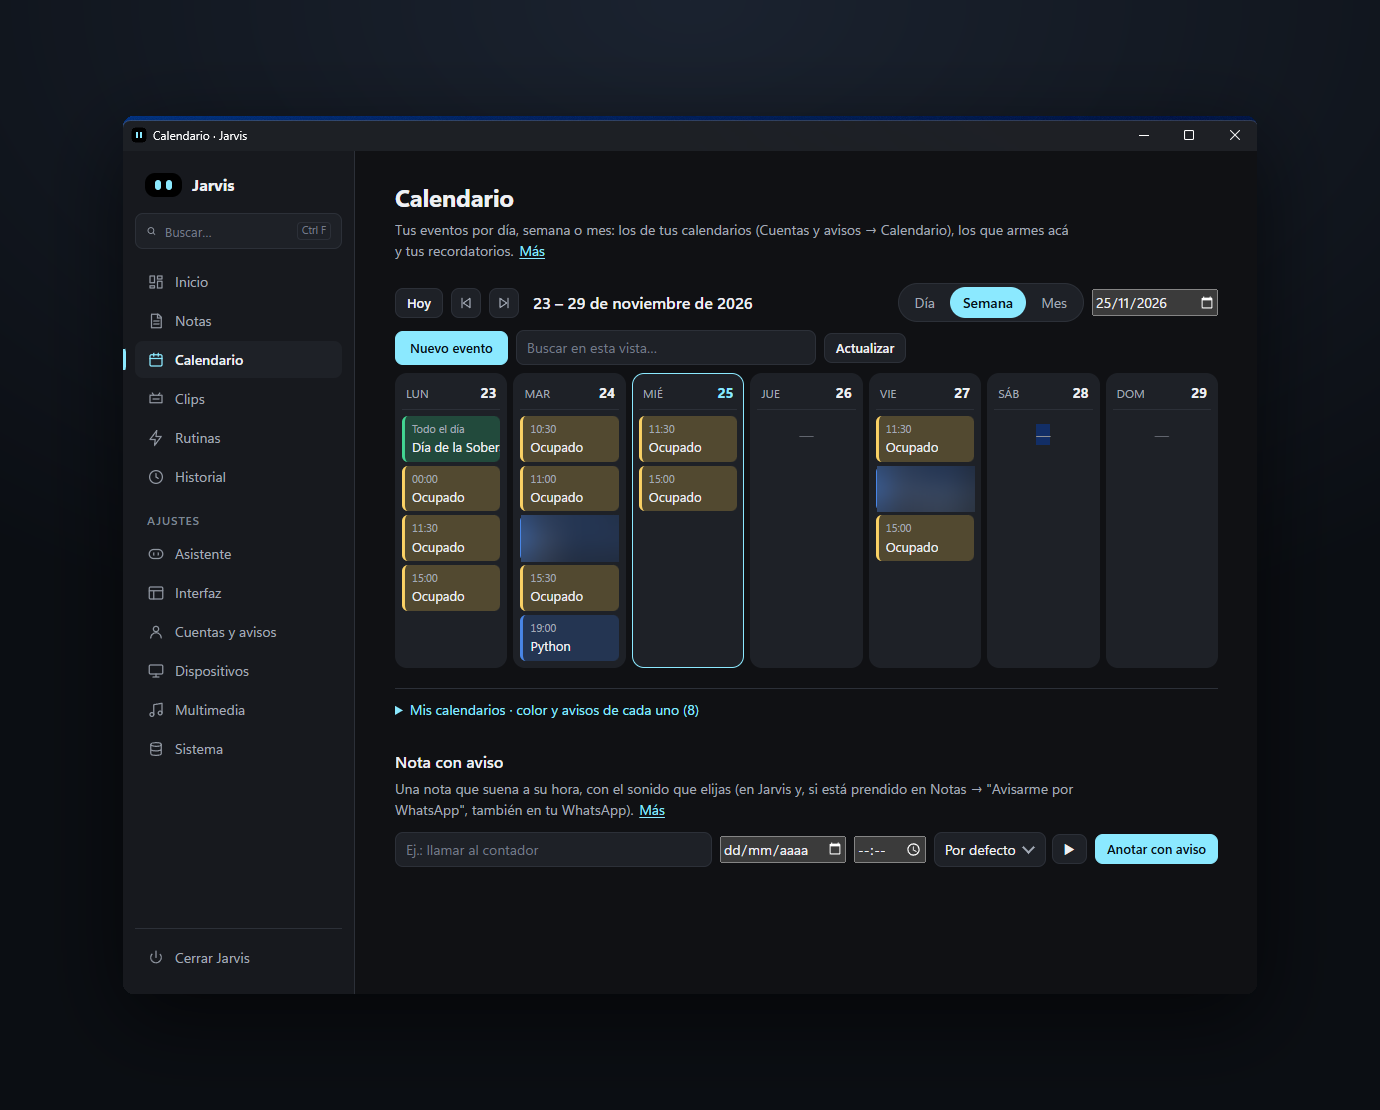 Calendario · Jarvis
Jarvis
Buscar...
Ctrl F
Inicio
Notas
Calendario
Clips
Rutinas
Historial
AJUSTES
Asistente
Interfaz
Cuentas y avisos
Dispositivos
Multimedia
Sistema
Cerrar Jarvis
Calendario
Tus eventos por día, semana o mes: los de tus calendarios (Cuentas y avisos → Calendario), los que armes acá
y tus recordatorios. Más
Hoy
23 – 29 de noviembre de 2026
Día
Semana
Mes
25/11/2026
Nuevo evento
Buscar en esta vista...
Actualizar
LUN 23
Todo el día
Día de la Sober
00:00
Ocupado
11:30
Ocupado
15:00
Ocupado
MAR 24
10:30
Ocupado
11:00
Ocupado
15:30
Ocupado
19:00
Python
MIÉ 25
11:30
Ocupado
15:00
Ocupado
JUE 26
—
VIE 27
11:30
Ocupado
15:00
Ocupado
SÁB 28
—
DOM 29
—
Mis calendarios · color y avisos de cada uno (8)
Nota con aviso
Una nota que suena a su hora, con el sonido que elijas (en Jarvis y, si está prendido en Notas → "Avisarme por
WhatsApp", también en tu WhatsApp). Más
Ej.: llamar al contador
dd/mm/aaaa
--:--
Por defecto
Anotar con aviso